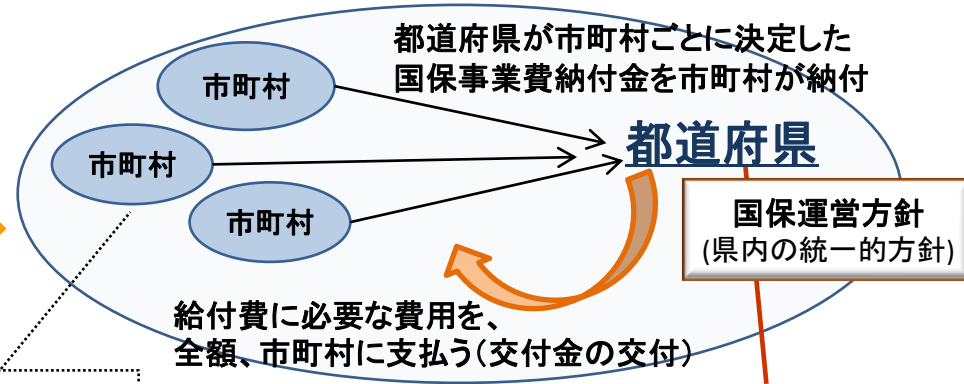 都道府県が市町村ごとに決定した
国保事業費納付金を市町村が納付
市町村
市町村
市町村
都道府県
国保運営方針
(県内の統一的方針)
給付費に必要な費用を、
全額、市町村に支払う(交付金の交付)